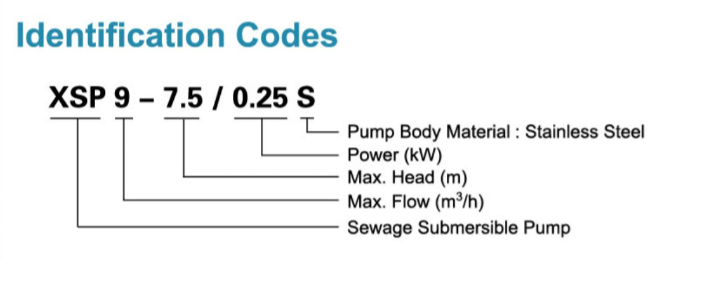 Identification Codes
XSP 9 – 7.5 / 0.25 S
Pump Body Material : Stainless Steel
Power (kW)
Max. Head (m)
Max. Flow (m³/h)
Sewage Submersible Pump